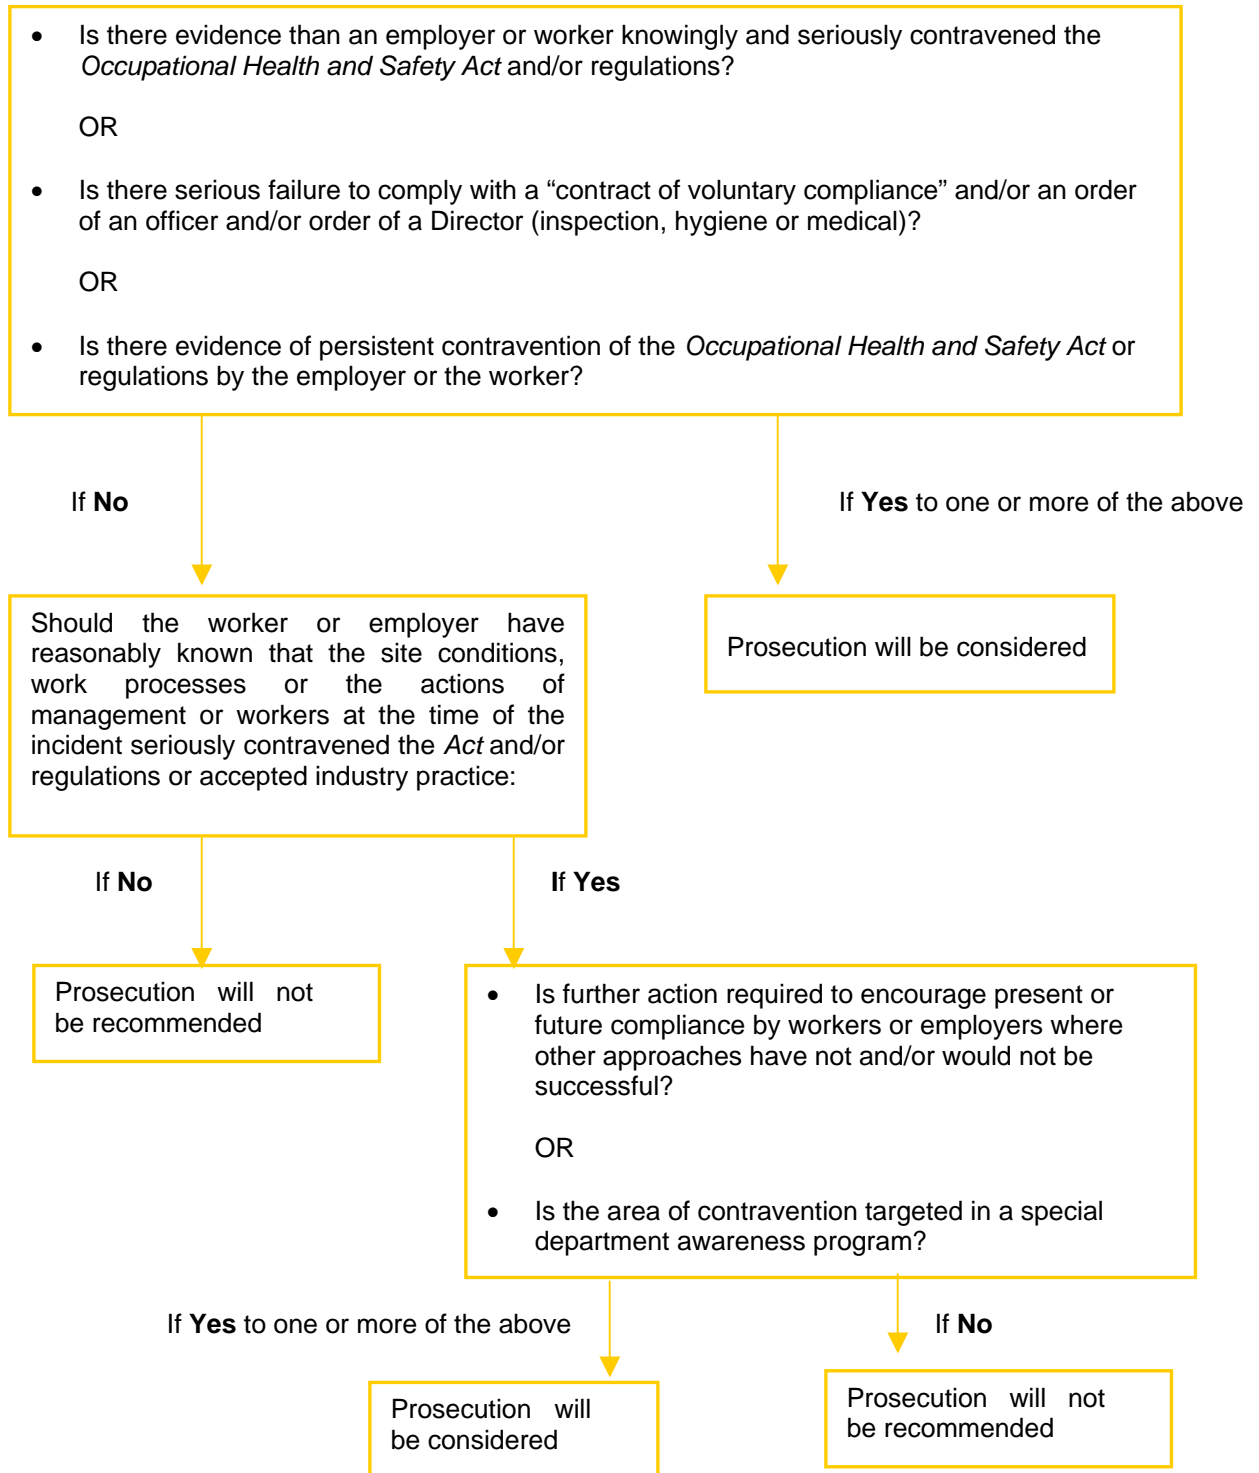 • Is there evidence than an employer or worker knowingly and seriously contravened the
Occupational Health and Safety Act and/or regulations?
OR
• Is there serious failure to comply with a “contract of voluntary compliance” and/or an order
of an officer and/or order of a Director (inspection, hygiene or medical)?
OR
• Is there evidence of persistent contravention of the Occupational Health and Safety Act or
regulations by the employer or the worker?
If No
If Yes to one or more of the above
Should the worker or employer have
reasonably known that the site conditions,
work processes or the actions of
management or workers at the time of the
incident seriously contravened the Act and/or
regulations or accepted industry practice:
Prosecution will be considered
If No
If Yes
Prosecution will not
be recommended
• Is further action required to encourage present or
future compliance by workers or employers where
other approaches have not and/or would not be
successful?
OR
• Is the area of contravention targeted in a special
department awareness program?
If Yes to one or more of the above
If No
Prosecution will
be considered
Prosecution will not
be recommended